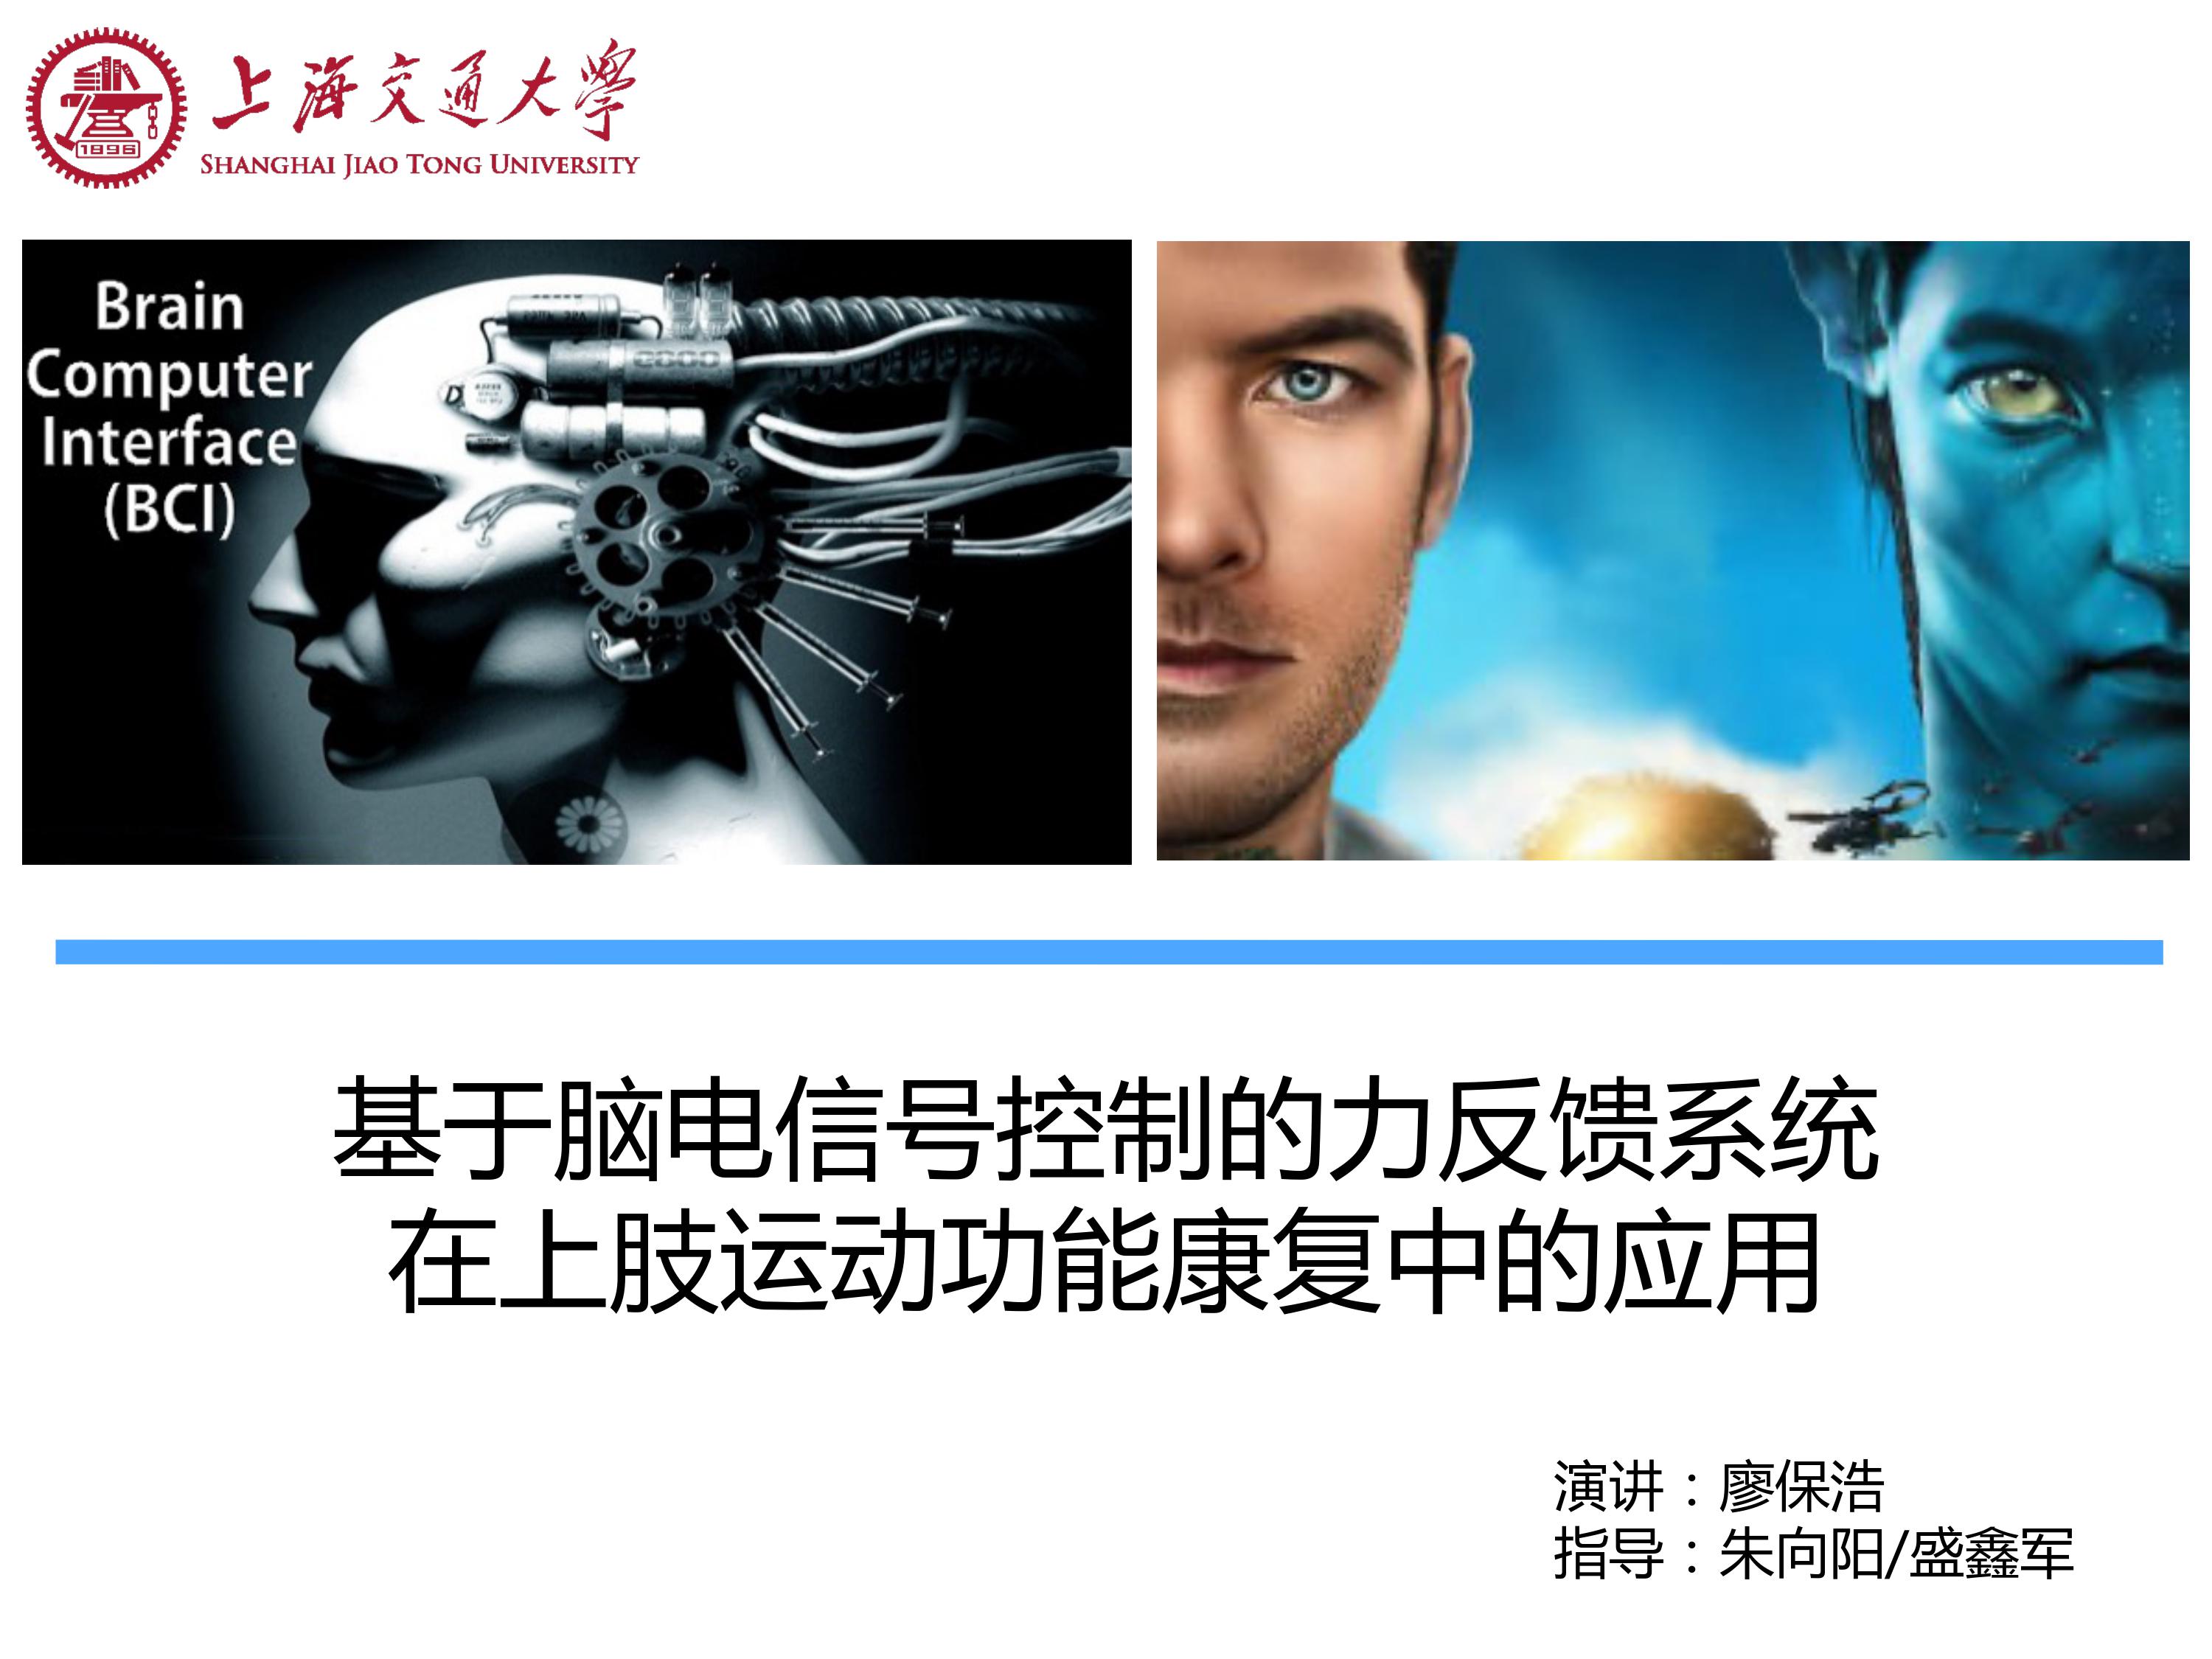 上海交通大學
SHANGHAI JIAO TONG UNIVERSITY
1896
Brain
Computer
Interface
(BCI)
基于脑电信号控制的力反馈系统
在上肢运动功能康复中的应用
演讲：廖保浩
指导：朱向阳/盛鑫军